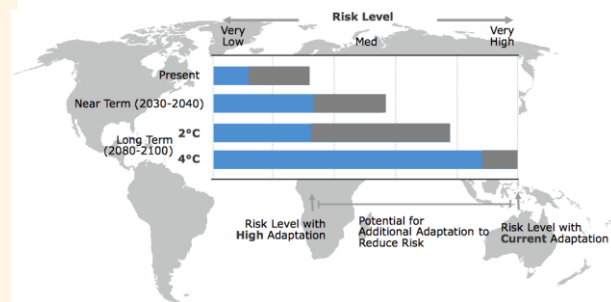 Risk Level
Very
Low
Med
Very
High
Present
Near Term (2030-2040)
Long Term
(2080-2100)
2°C
4°C
Risk Level with
High Adaptation
Potential for
Additional Adaptation to
Reduce Risk
Risk Level with
Current Adaptation